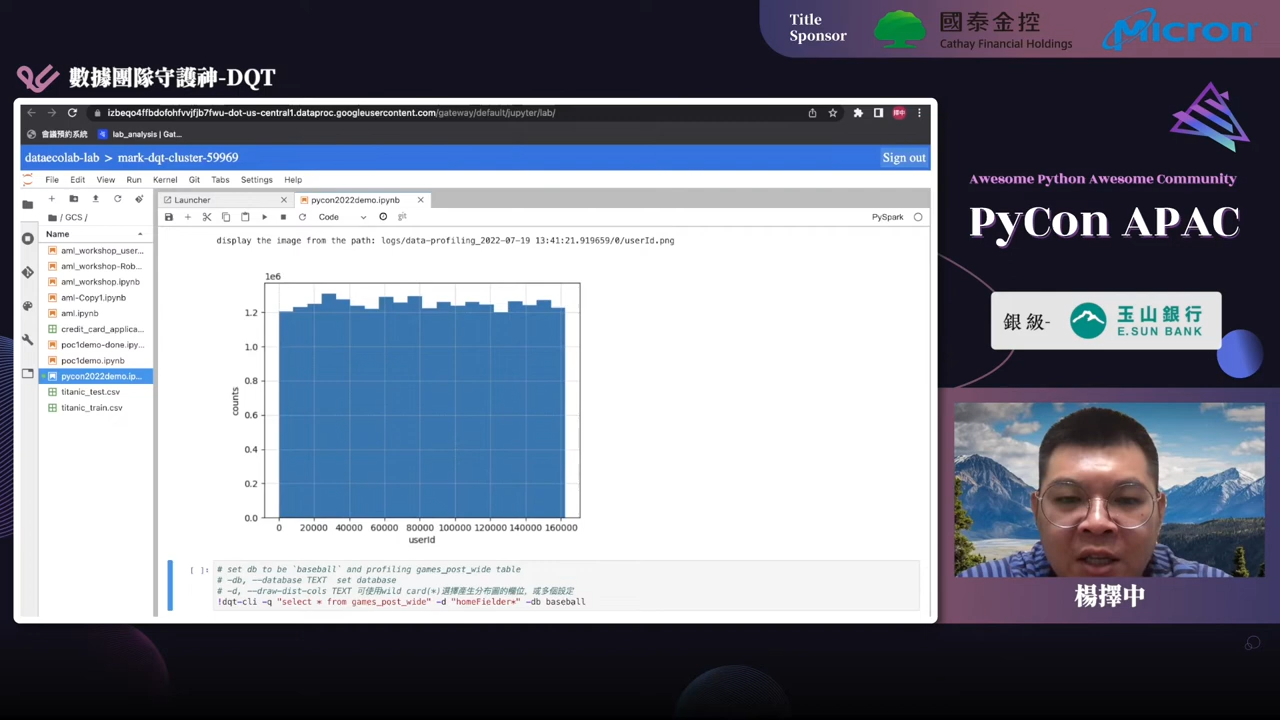 Title
Sponsor
國泰金控
Cathay Financial Holdings
Micron
數據團隊守護神-DQT
izbeqo4ffbdofohfvvjfjb7fwu-dot-us-central1.dataproc.googleusercontent.com/gateway/default/jupyter/lab/
會議預約系統
lab_analysis | Gat...
dataecolab-lab > mark-dqt-cluster-59969
Sign out
File Edit View Run Kernel Git Tabs Settings Help
Launcher
pycon2022demo.ipynb
Code
git
PySpark
/ GCS /
Name
aml_workshop_user...
aml_workshop-Rob...
aml_workshop.ipynb
aml-Copy1.ipynb
aml.ipynb
credit_card_applica...
poc1demo-done.ipy...
poc1demo.ipynb
pycon2022demo.ip...
titanic_test.csv
titanic_train.csv
display the image from the path: logs/data-profiling_2022-07-19 13:41:21.919659/0/userId.png
1e6
1.2
1.0
0.8
0.6
0.4
0.2
0.0
counts
0 20000 40000 60000 80000 100000 120000 140000 160000
userId
[ ]:
# set db to be `baseball` and profiling games_post_wide table
# -db, --database TEXT  set database
# -d, --draw-dist-cols TEXT 可使用wild card(*)選擇產生分布圖的欄位, 或多個設定
!dqt-cli -q "select * from games_post_wide" -d "homeFielder*" -db baseball
Awesome Python Awesome Community
PyCon APAC
銀級-
玉山銀行
E.SUN BANK
楊擇中